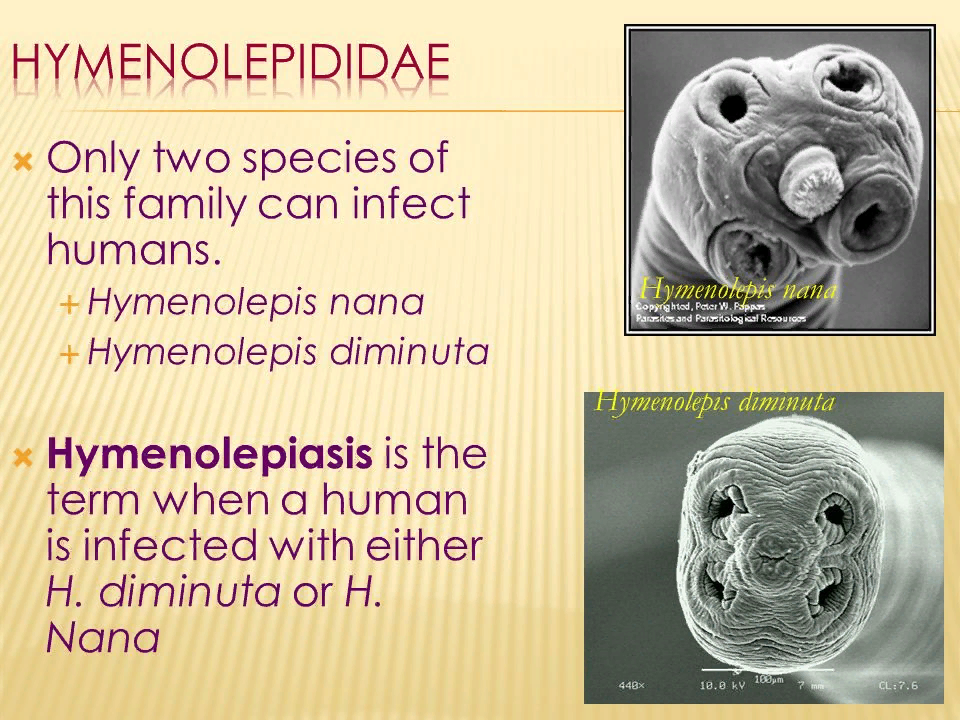 HYMENOLEPIDIDAE
Only two species of
this family can infect
humans.
Hymenolepis nana
Hymenolepis diminuta
Hymenolepiasis is the
term when a human
is infected with either
H. diminuta or H.
Nana
Hymenolepis nana
Copyrighted, Peter W. Pappas
Parasites and Parasitological Resources
Hymenolepis diminuta
100µm
440x 10.0 kV 7 mm CL:7.6